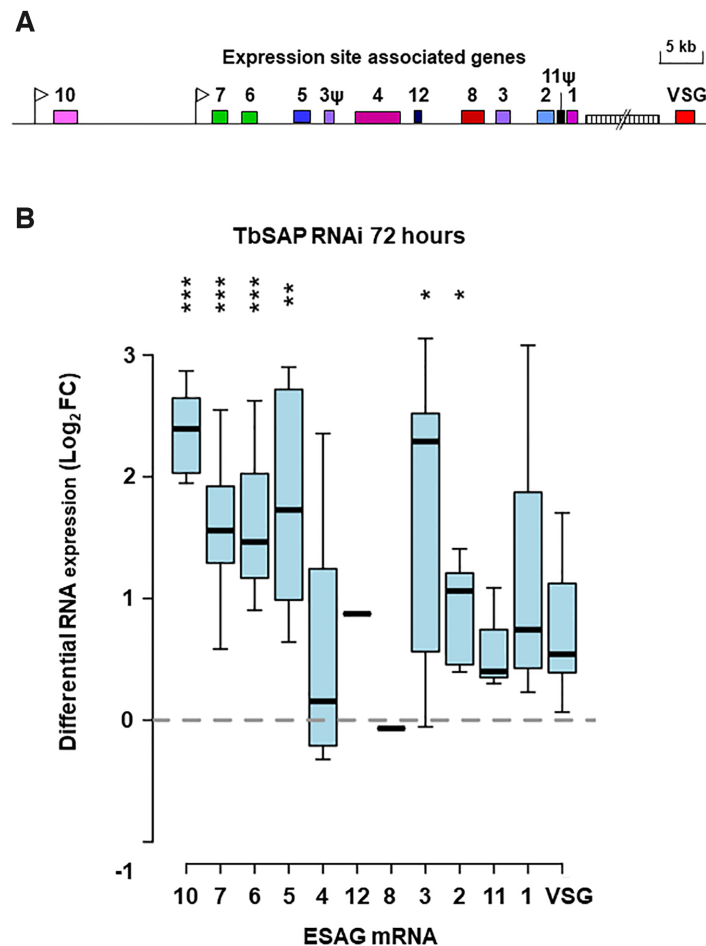 A
Expression site associated genes
5 kb
10 7 6 5 3ψ 4 12 8 3 2 11ψ 1 VSG
B
TbSAP RNAi 72 hours
*** *** *** ** * *
Differential RNA expression (Log2 FC)
3
2
1
0
-1
10 7 6 5 4 12 8 3 2 11 1 VSG
ESAG mRNA